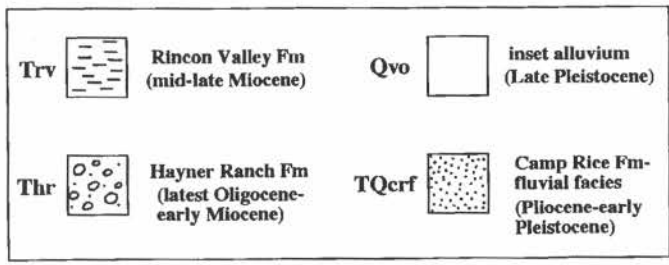 Trv
Rincon Valley Fm
(mid-late Miocene)
Qvo
inset alluvium
(Late Pleistocene)
Thr
Hayner Ranch Fm
(latest Oligocene-
early Miocene)
TQcrf
Camp Rice Fm-
fluvial facies
(Pliocene-early
Pleistocene)